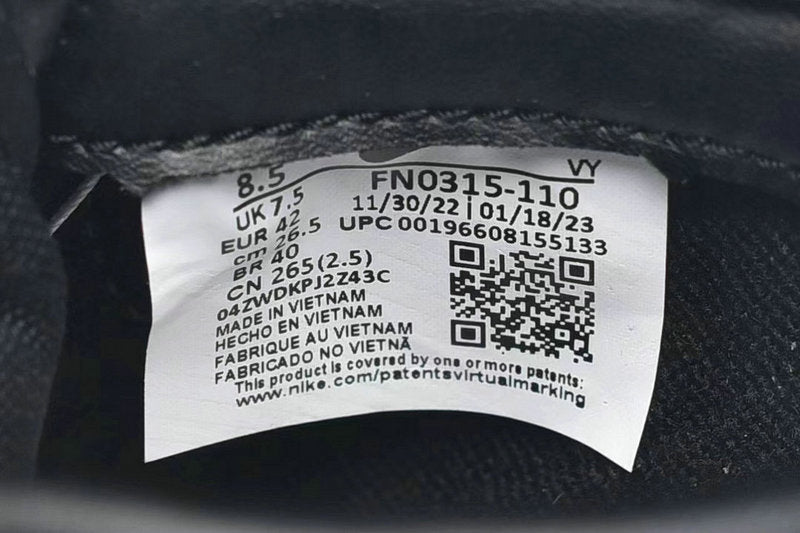 8.5
VY
UK 7.5
FN0315-110
EUR 42
11/30/22 | 01/18/23
cm 26.5
UPC 00196608155133
BR 40
CN 265 (2.5)
04ZWDKPJ2Z43C
MADE IN VIETNAM
HECHO EN VIETNAM
FABRIQUE AU VIETNAM
FABRICADO NO VIETNÃ
This product is covered by one or more patents:
www.nike.com/patentsvirtualmarking